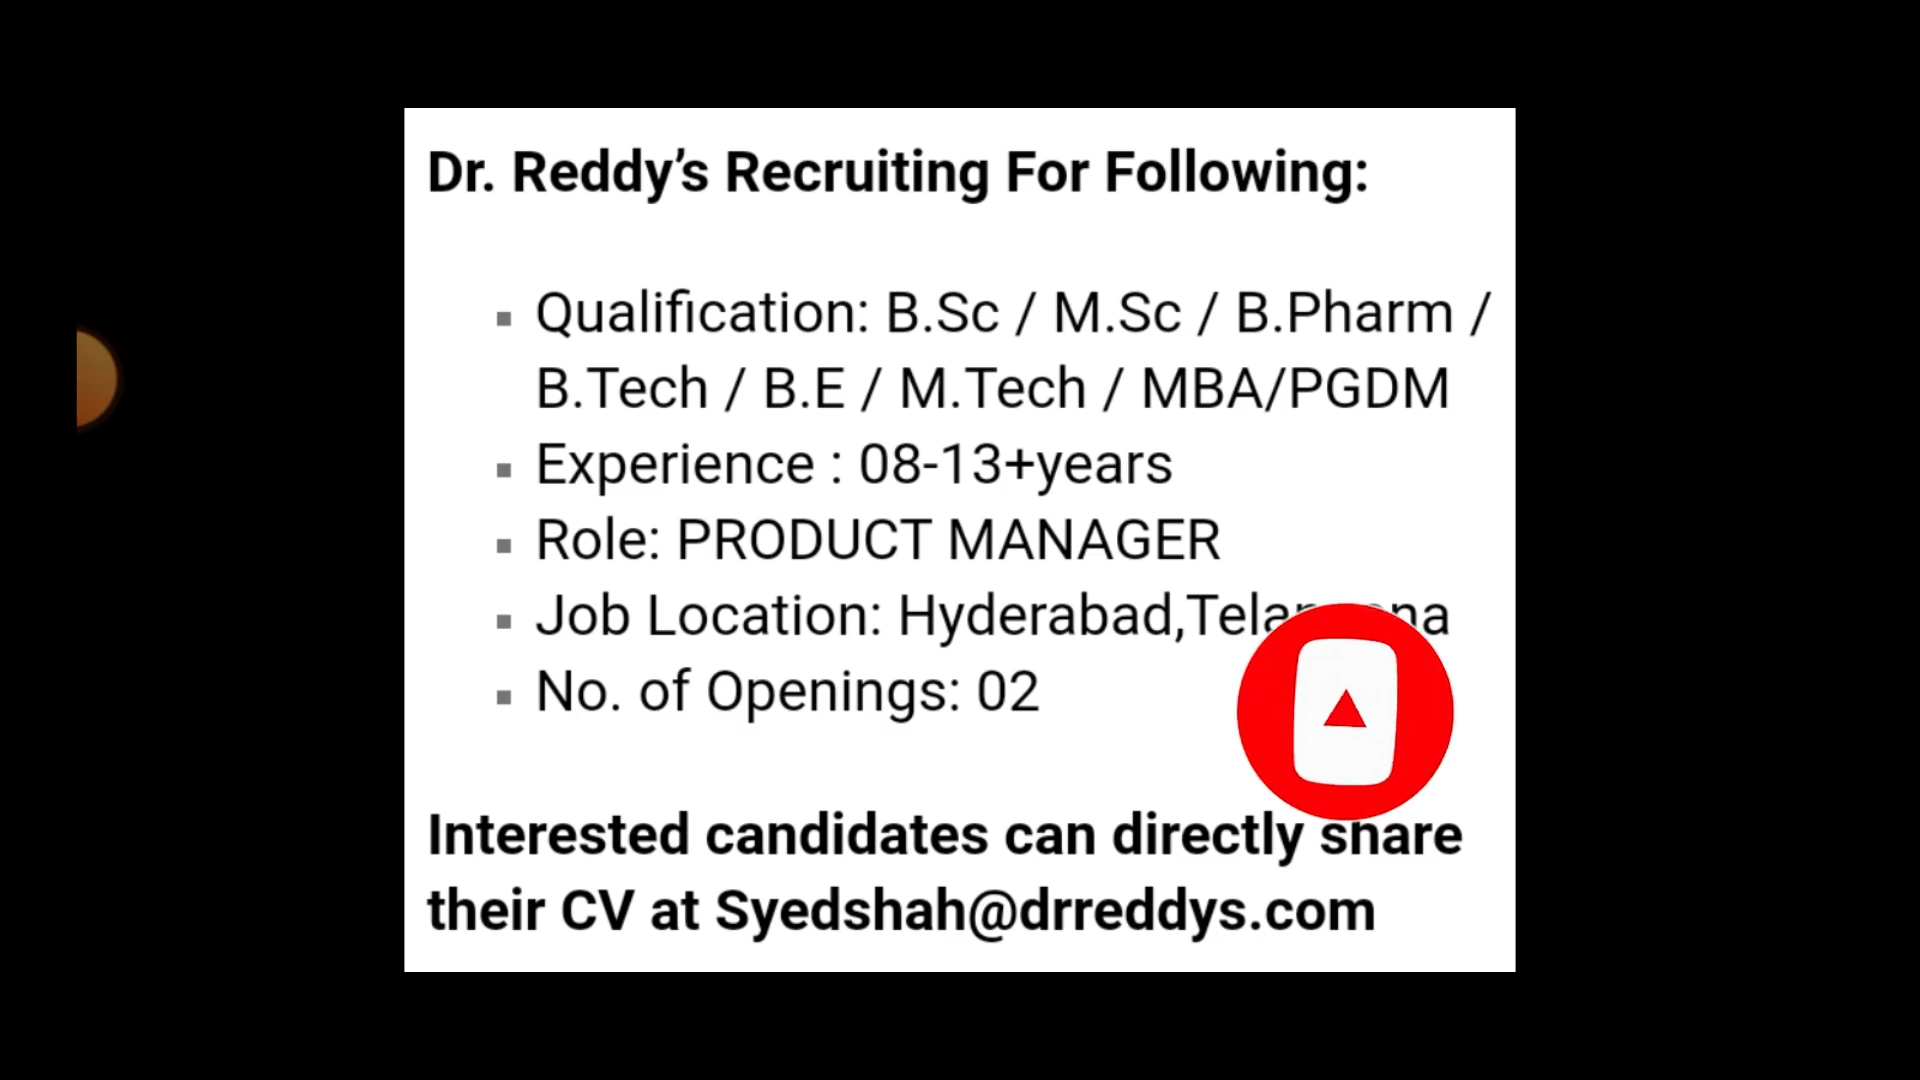 Dr. Reddy’s Recruiting For Following:
Qualification: B.Sc / M.Sc / B.Pharm /
B.Tech / B.E / M.Tech / MBA/PGDM
Experience : 08-13+years
Role: PRODUCT MANAGER
Job Location: Hyderabad,
No. of Openings: 02
Interested candidates can directly share
their CV at Syedshah@drreddys.com